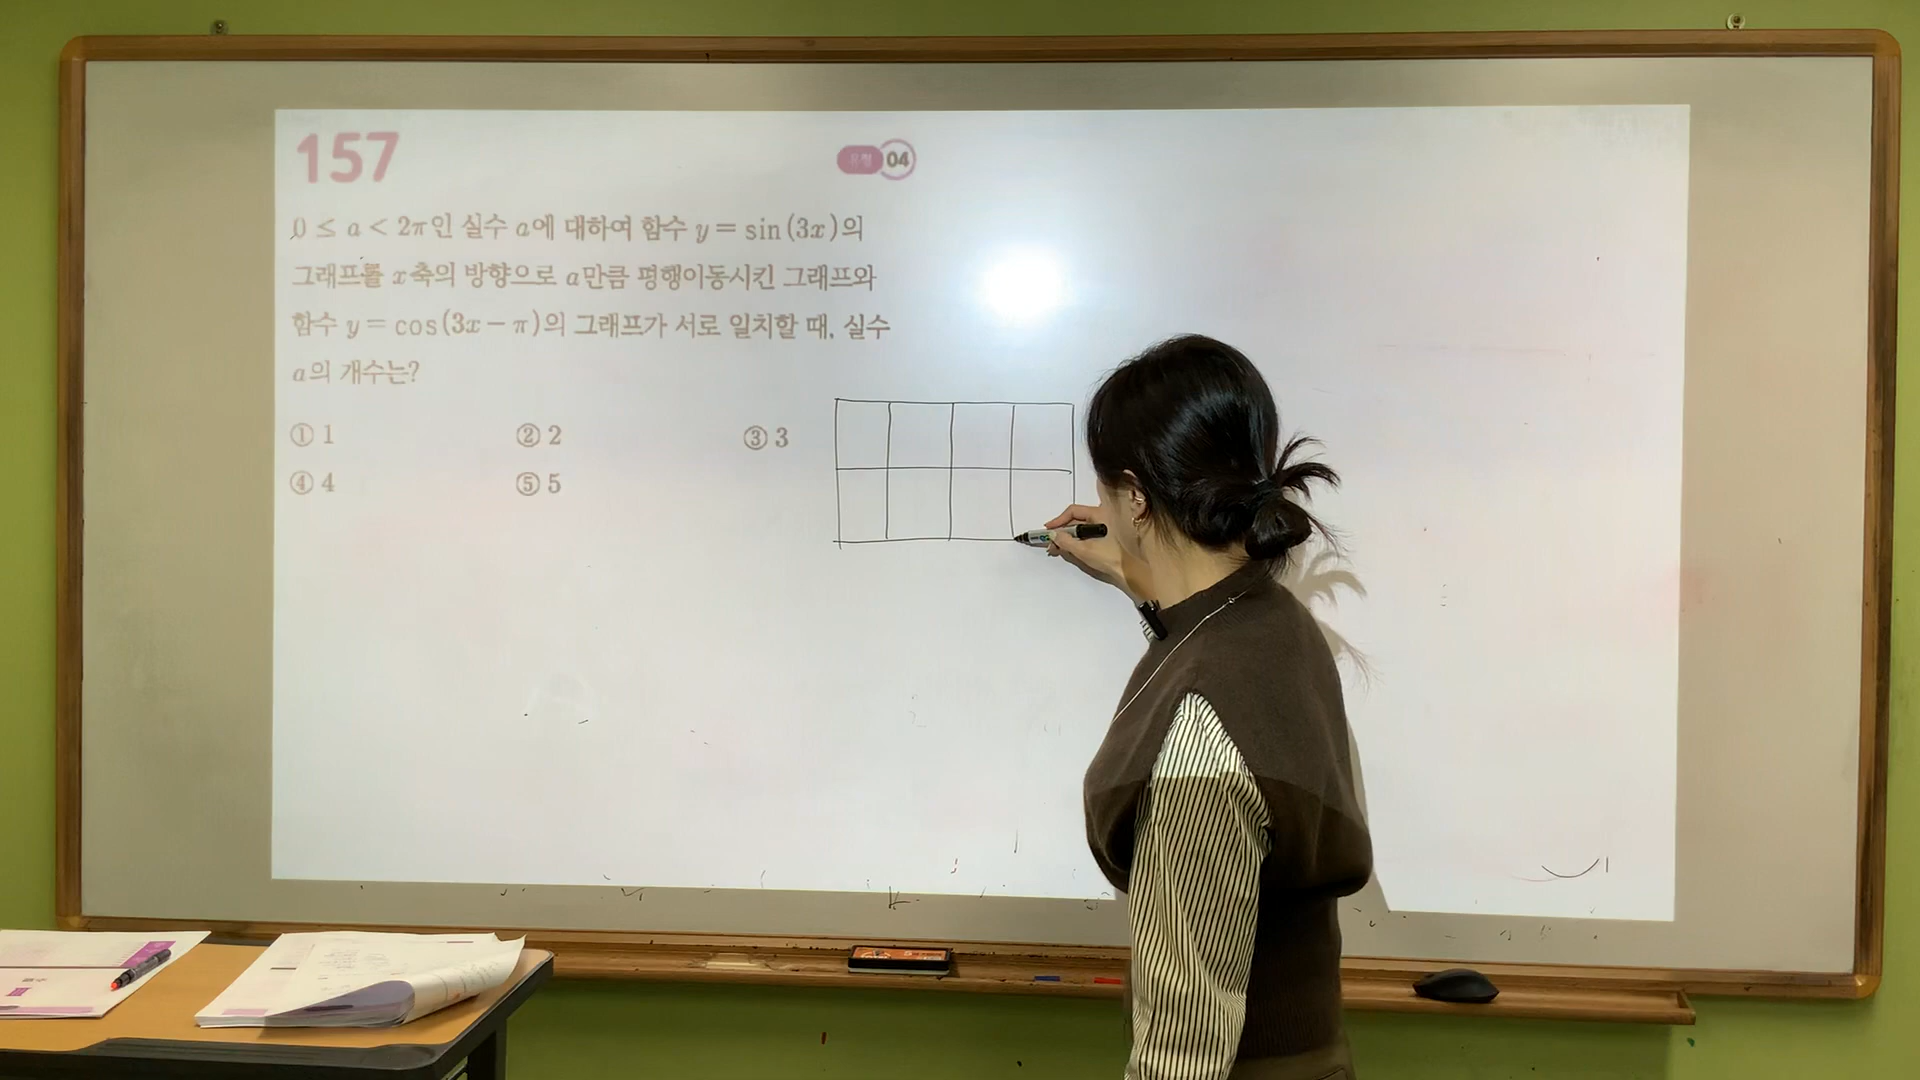 157
유형 04
0 ≤ a < 2π인 실수 a에 대하여 함수 y = sin(3x)의
그래프를 x축의 방향으로 a만큼 평행이동시킨 그래프와
함수 y = cos(3x − π)의 그래프가 서로 일치할 때, 실수
a의 개수는?
① 1 ② 2 ③ 3
④ 4 ⑤ 5